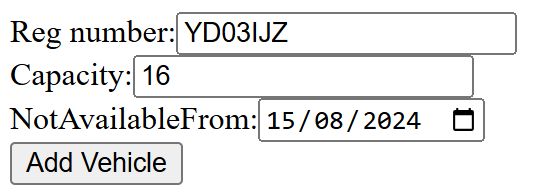 Reg number: YD03IJZ
Capacity: 16
NotAvailableFrom: 15/08/2024
Add Vehicle